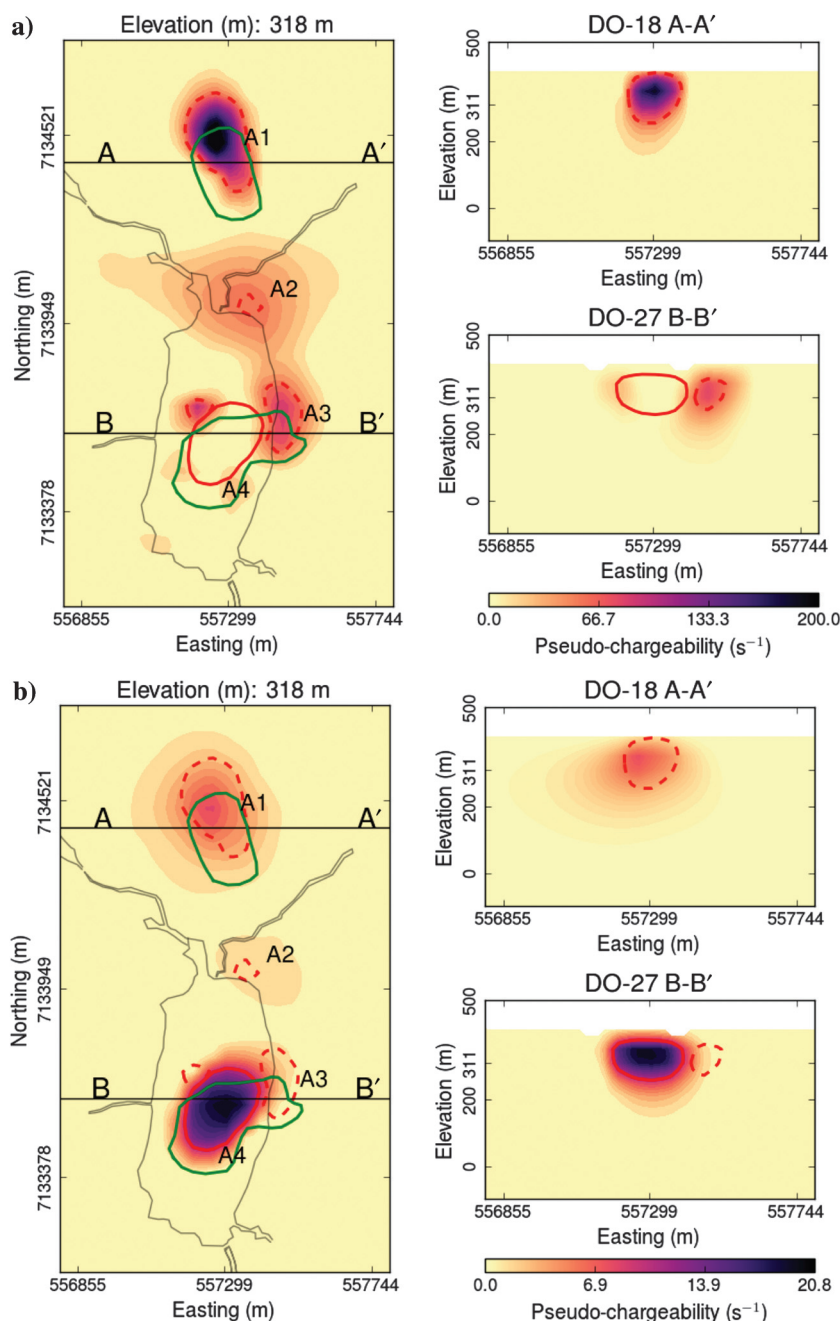 a)
Elevation (m): 318 m
7134521
7133949
7133378
Northing (m)
A
A′
A1
A2
B
B′
A3
A4
556855
557299
557744
Easting (m)
DO-18 A-A′
500
311
200
0
Elevation (m)
556855
557299
557744
Easting (m)
DO-27 B-B′
500
311
200
0
Elevation (m)
556855
557299
557744
Easting (m)
0.0
66.7
133.3
200.0
Pseudo-chargeability (s⁻¹)
b)
Elevation (m): 318 m
7134521
7133949
7133378
Northing (m)
A
A′
A1
A2
B
B′
A3
A4
556855
557299
557744
Easting (m)
DO-18 A-A′
500
311
200
0
Elevation (m)
556855
557299
557744
Easting (m)
DO-27 B-B′
500
311
200
0
Elevation (m)
556855
557299
557744
Easting (m)
0.0
6.9
13.9
20.8
Pseudo-chargeability (s⁻¹)